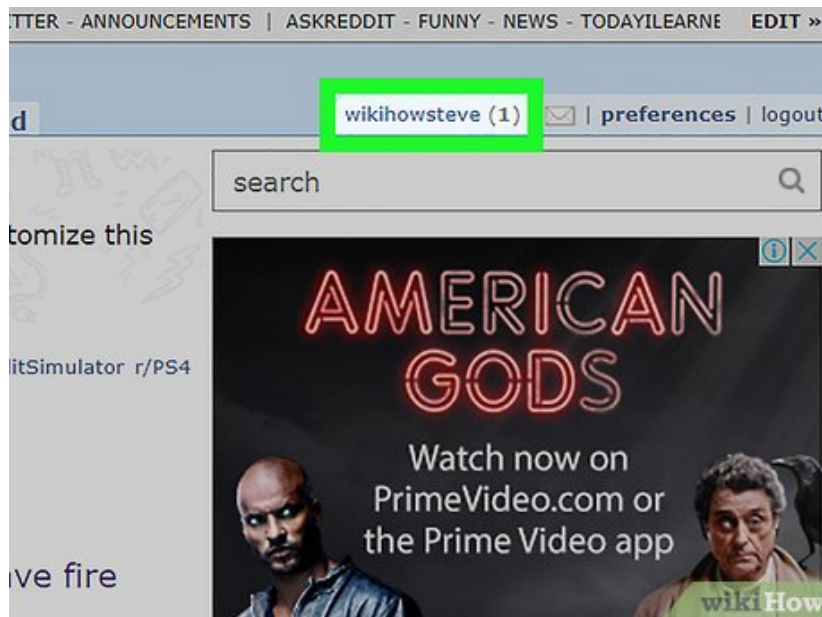 TTER - ANNOUNCEMENTS | ASKREDDIT - FUNNY - NEWS - TODAYILEARNE EDIT »
d wikihowsteve (1) | preferences | logout
search
tomize this
AMERICAN
GODS
litSimulator r/PS4
Watch now on
PrimeVideo.com or
the Prime Video app
ve fire
wikiHow